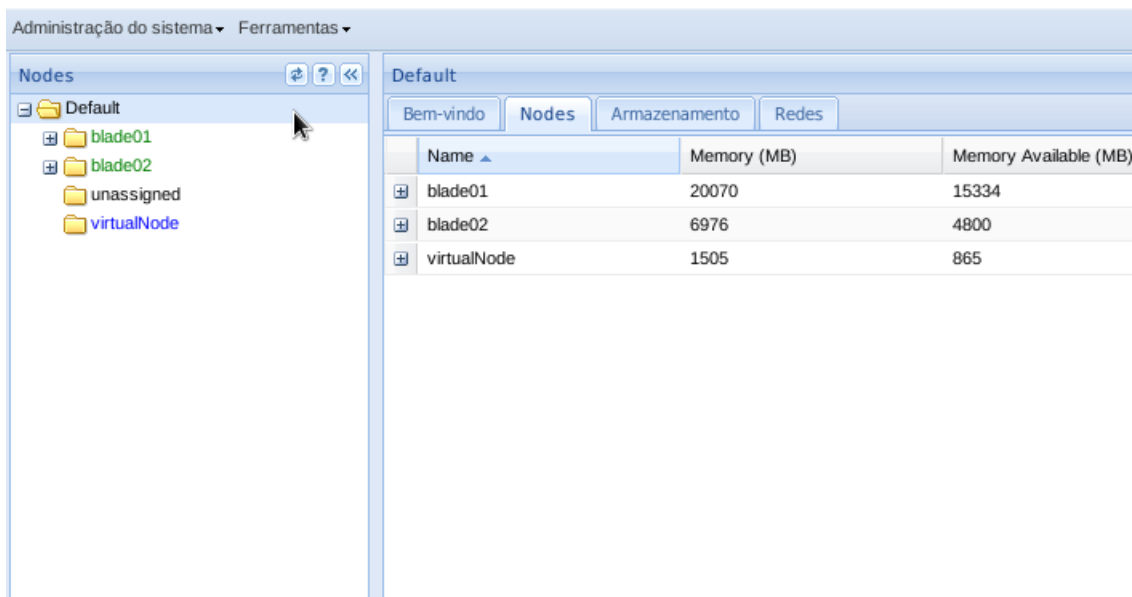 Administração do sistema Ferramentas
Nodes
Default
blade01
blade02
unassigned
virtualNode
Default
Bem-vindo Nodes Armazenamento Redes
Name Memory (MB) Memory Available (MB)
blade01 20070 15334
blade02 6976 4800
virtualNode 1505 865